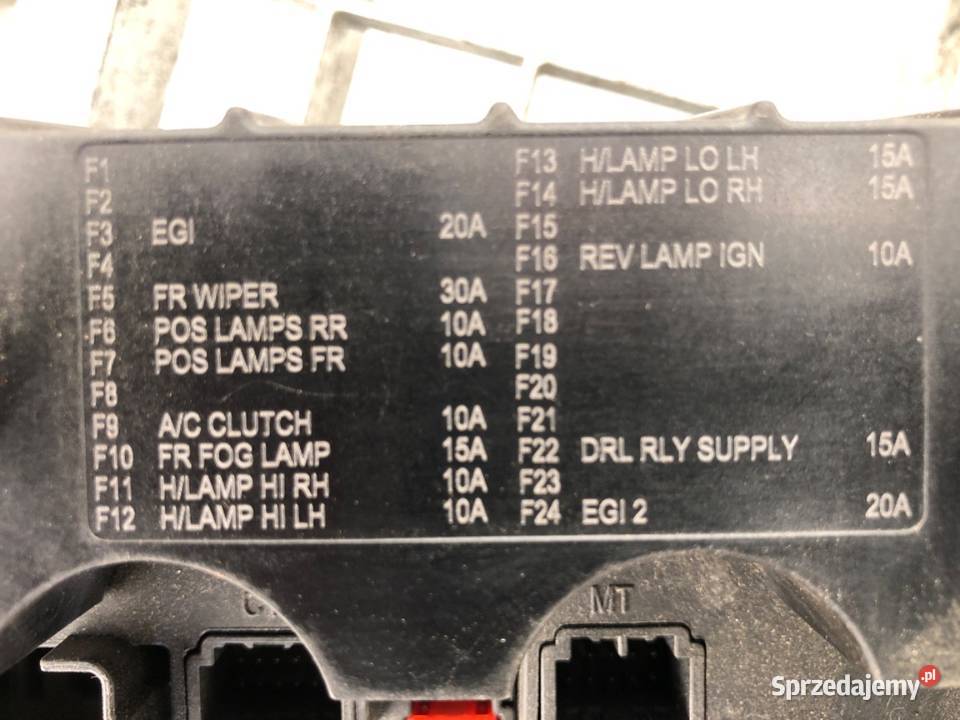 F1
F2
F3 EGI 20A
F4
F5 FR WIPER 30A
F6 POS LAMPS RR 10A
F7 POS LAMPS FR 10A
F8
F9 A/C CLUTCH 10A
F10 FR FOG LAMP 15A
F11 H/LAMP HI RH 10A
F12 H/LAMP HI LH 10A
F13 H/LAMP LO LH 15A
F14 H/LAMP LO RH 15A
F15
F16 REV LAMP IGN 10A
F17
F18
F19
F20
F21
F22 DRL RLY SUPPLY 15A
F23
F24 EGI 2 20A
MT
Sprzedajemy.pl